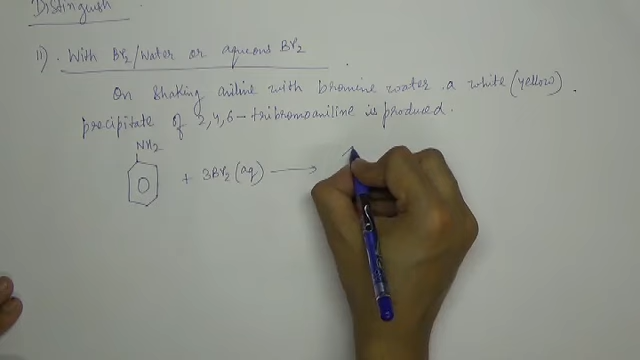 Distinguish
ii). With Br2/water or aqueous Br2
On shaking ailine with bromine water a white (yellow).
precipitate of 2,4,6-tribromoaniline is produced.
NH2
+ 3Br2(aq) →